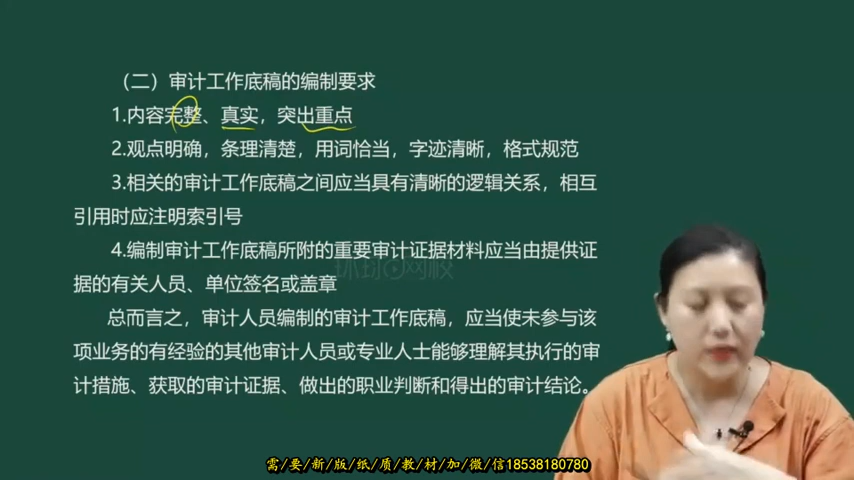 （二）审计工作底稿的编制要求
1.内容完整、真实，突出重点
2.观点明确，条理清楚，用词恰当，字迹清晰，格式规范
3.相关的审计工作底稿之间应当具有清晰的逻辑关系，相互
引用时应注明索引号
4.编制审计工作底稿所附的重要审计证据材料应当由提供证
据的有关人员、单位签名或盖章
环球网校
总而言之，审计人员编制的审计工作底稿，应当使未参与该
项业务的有经验的其他审计人员或专业人士能够理解其执行的审
计措施、获取的审计证据、做出的职业判断和得出的审计结论。
需/要/新/版/纸/质/教/材/加/微/信18538180780